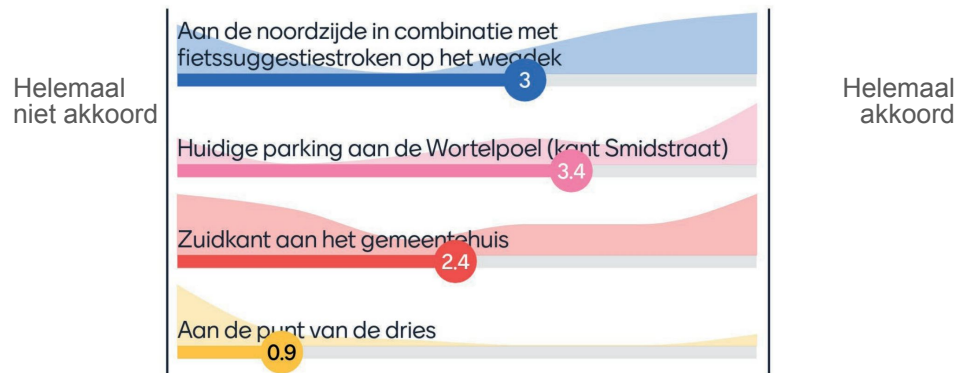 Aan de noordzijde in combinatie met
fietssuggestiestroken op het wegdek
3
Helemaal
niet akkoord
Helemaal
akkoord
Huidige parking aan de Wortelpoel (kant Smidstraat)
3.4
Zuidkant aan het gemeentehuis
2.4
Aan de punt van de dries
0.9